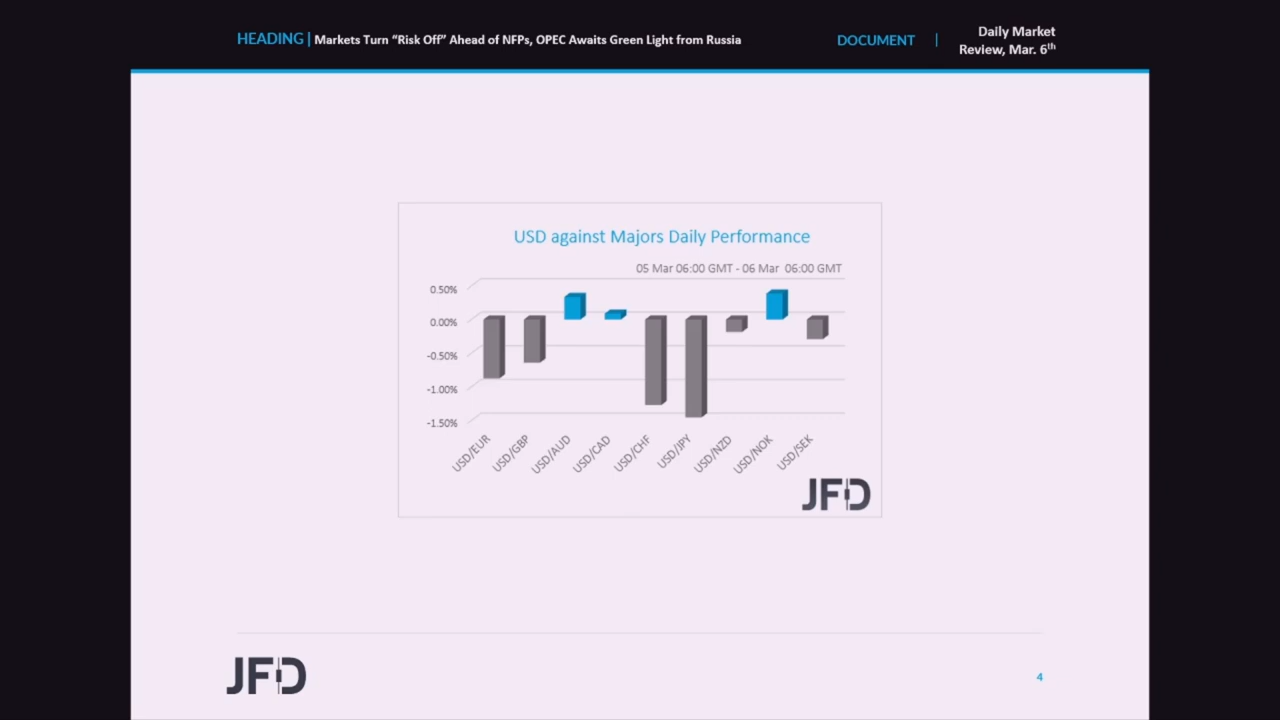 HEADING | Markets Turn “Risk Off” Ahead of NFPs, OPEC Awaits Green Light from Russia
DOCUMENT |
Daily Market
Review, Mar. 6th
USD against Majors Daily Performance
05 Mar 06:00 GMT - 06 Mar 06:00 GMT
0.50%
0.00%
-0.50%
-1.00%
-1.50%
USD/EUR
USD/GBP
USD/AUD
USD/CAD
USD/CHF
USD/JPY
USD/NZD
USD/NOK
USD/SEK
JFD
JFD
4